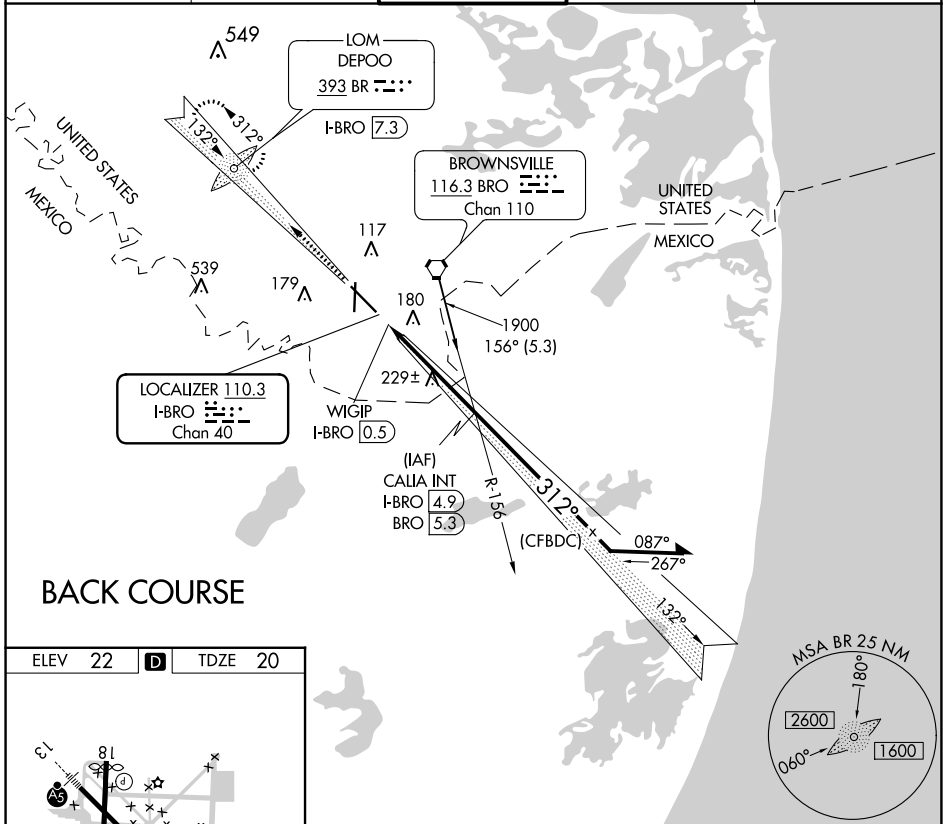 549
LOM
DEPOO
393 BR
I-BRO 7.3
312°
132°
UNITED STATES
MEXICO
BROWNSVILLE
116.3 BRO
Chan 110
UNITED
STATES
MEXICO
117
539
179
180
1900
156° (5.3)
229±
LOCALIZER 110.3
I-BRO
Chan 40
WIGIP
I-BRO 0.5
(IAF)
CALIA INT
I-BRO 4.9
BRO 5.3
R-156
312°
(CFBDC)
087°
267°
132°
BACK COURSE
ELEV 22 D TDZE 20
13
18
P
A5
MSA BR 25 NM
180°
2600
060°
1600